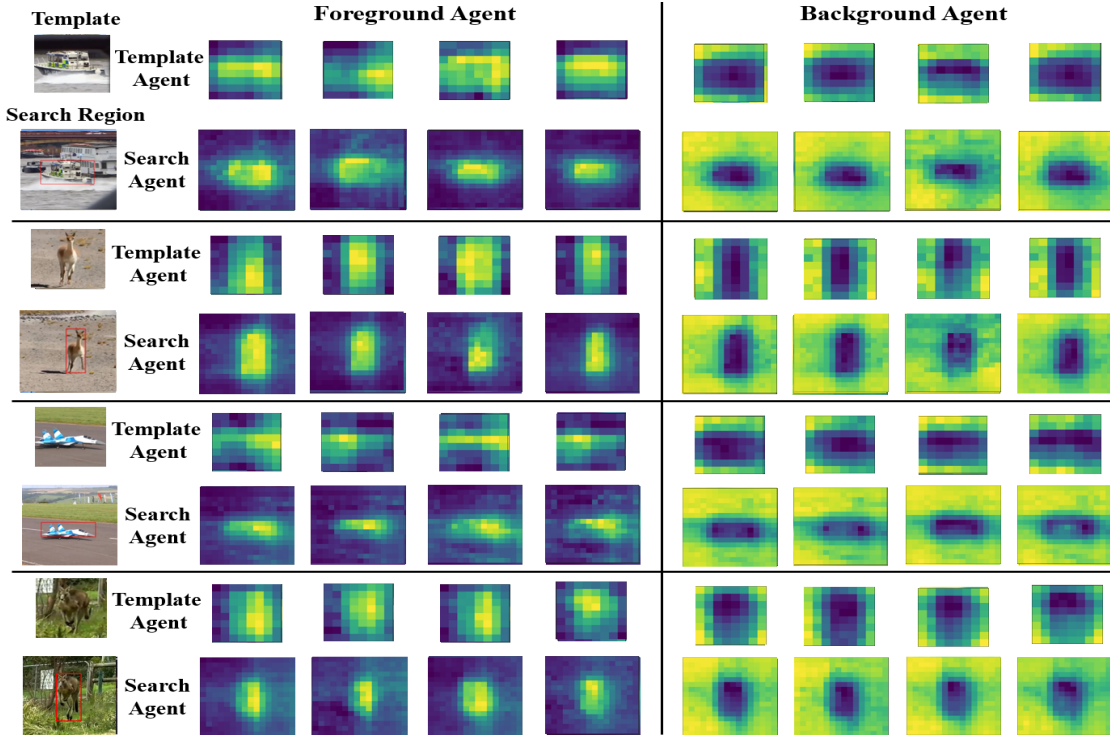 Template
Foreground Agent
Background Agent
Template
Agent
Search Region
Search
Agent
Template
Agent
Search
Agent
Template
Agent
Search
Agent
Template
Agent
Search
Agent